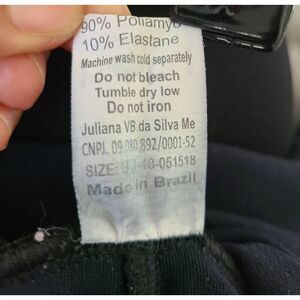 90% Poliamyd
10% Elastane
Machine wash cold separately
Do not bleach
Tumble dry low
Do not iron
Juliana VB da Silva Me
CNPJ. 09.080.892/0001-52
SIZE:
Made in Brazil